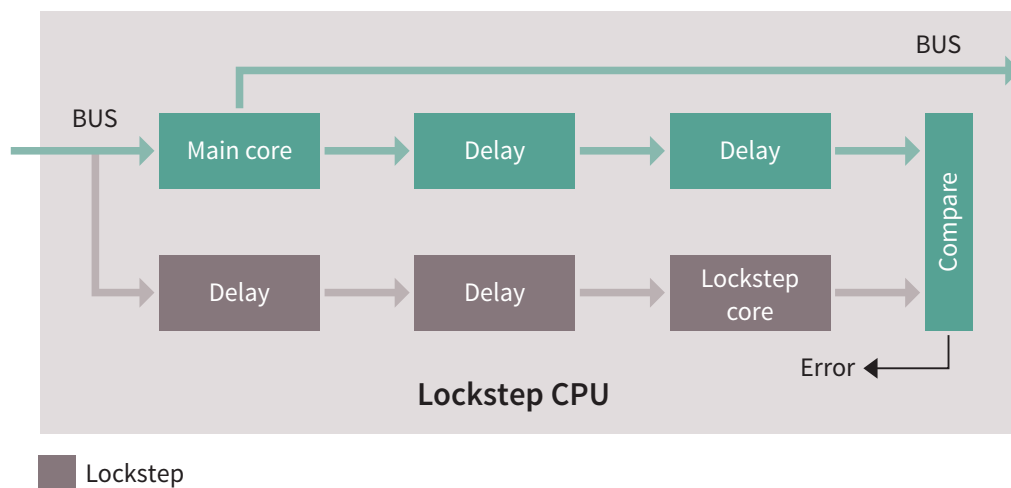 BUS
BUS
Main core
Delay
Delay
Compare
Delay
Delay
Lockstep
core
Error
Lockstep CPU
Lockstep